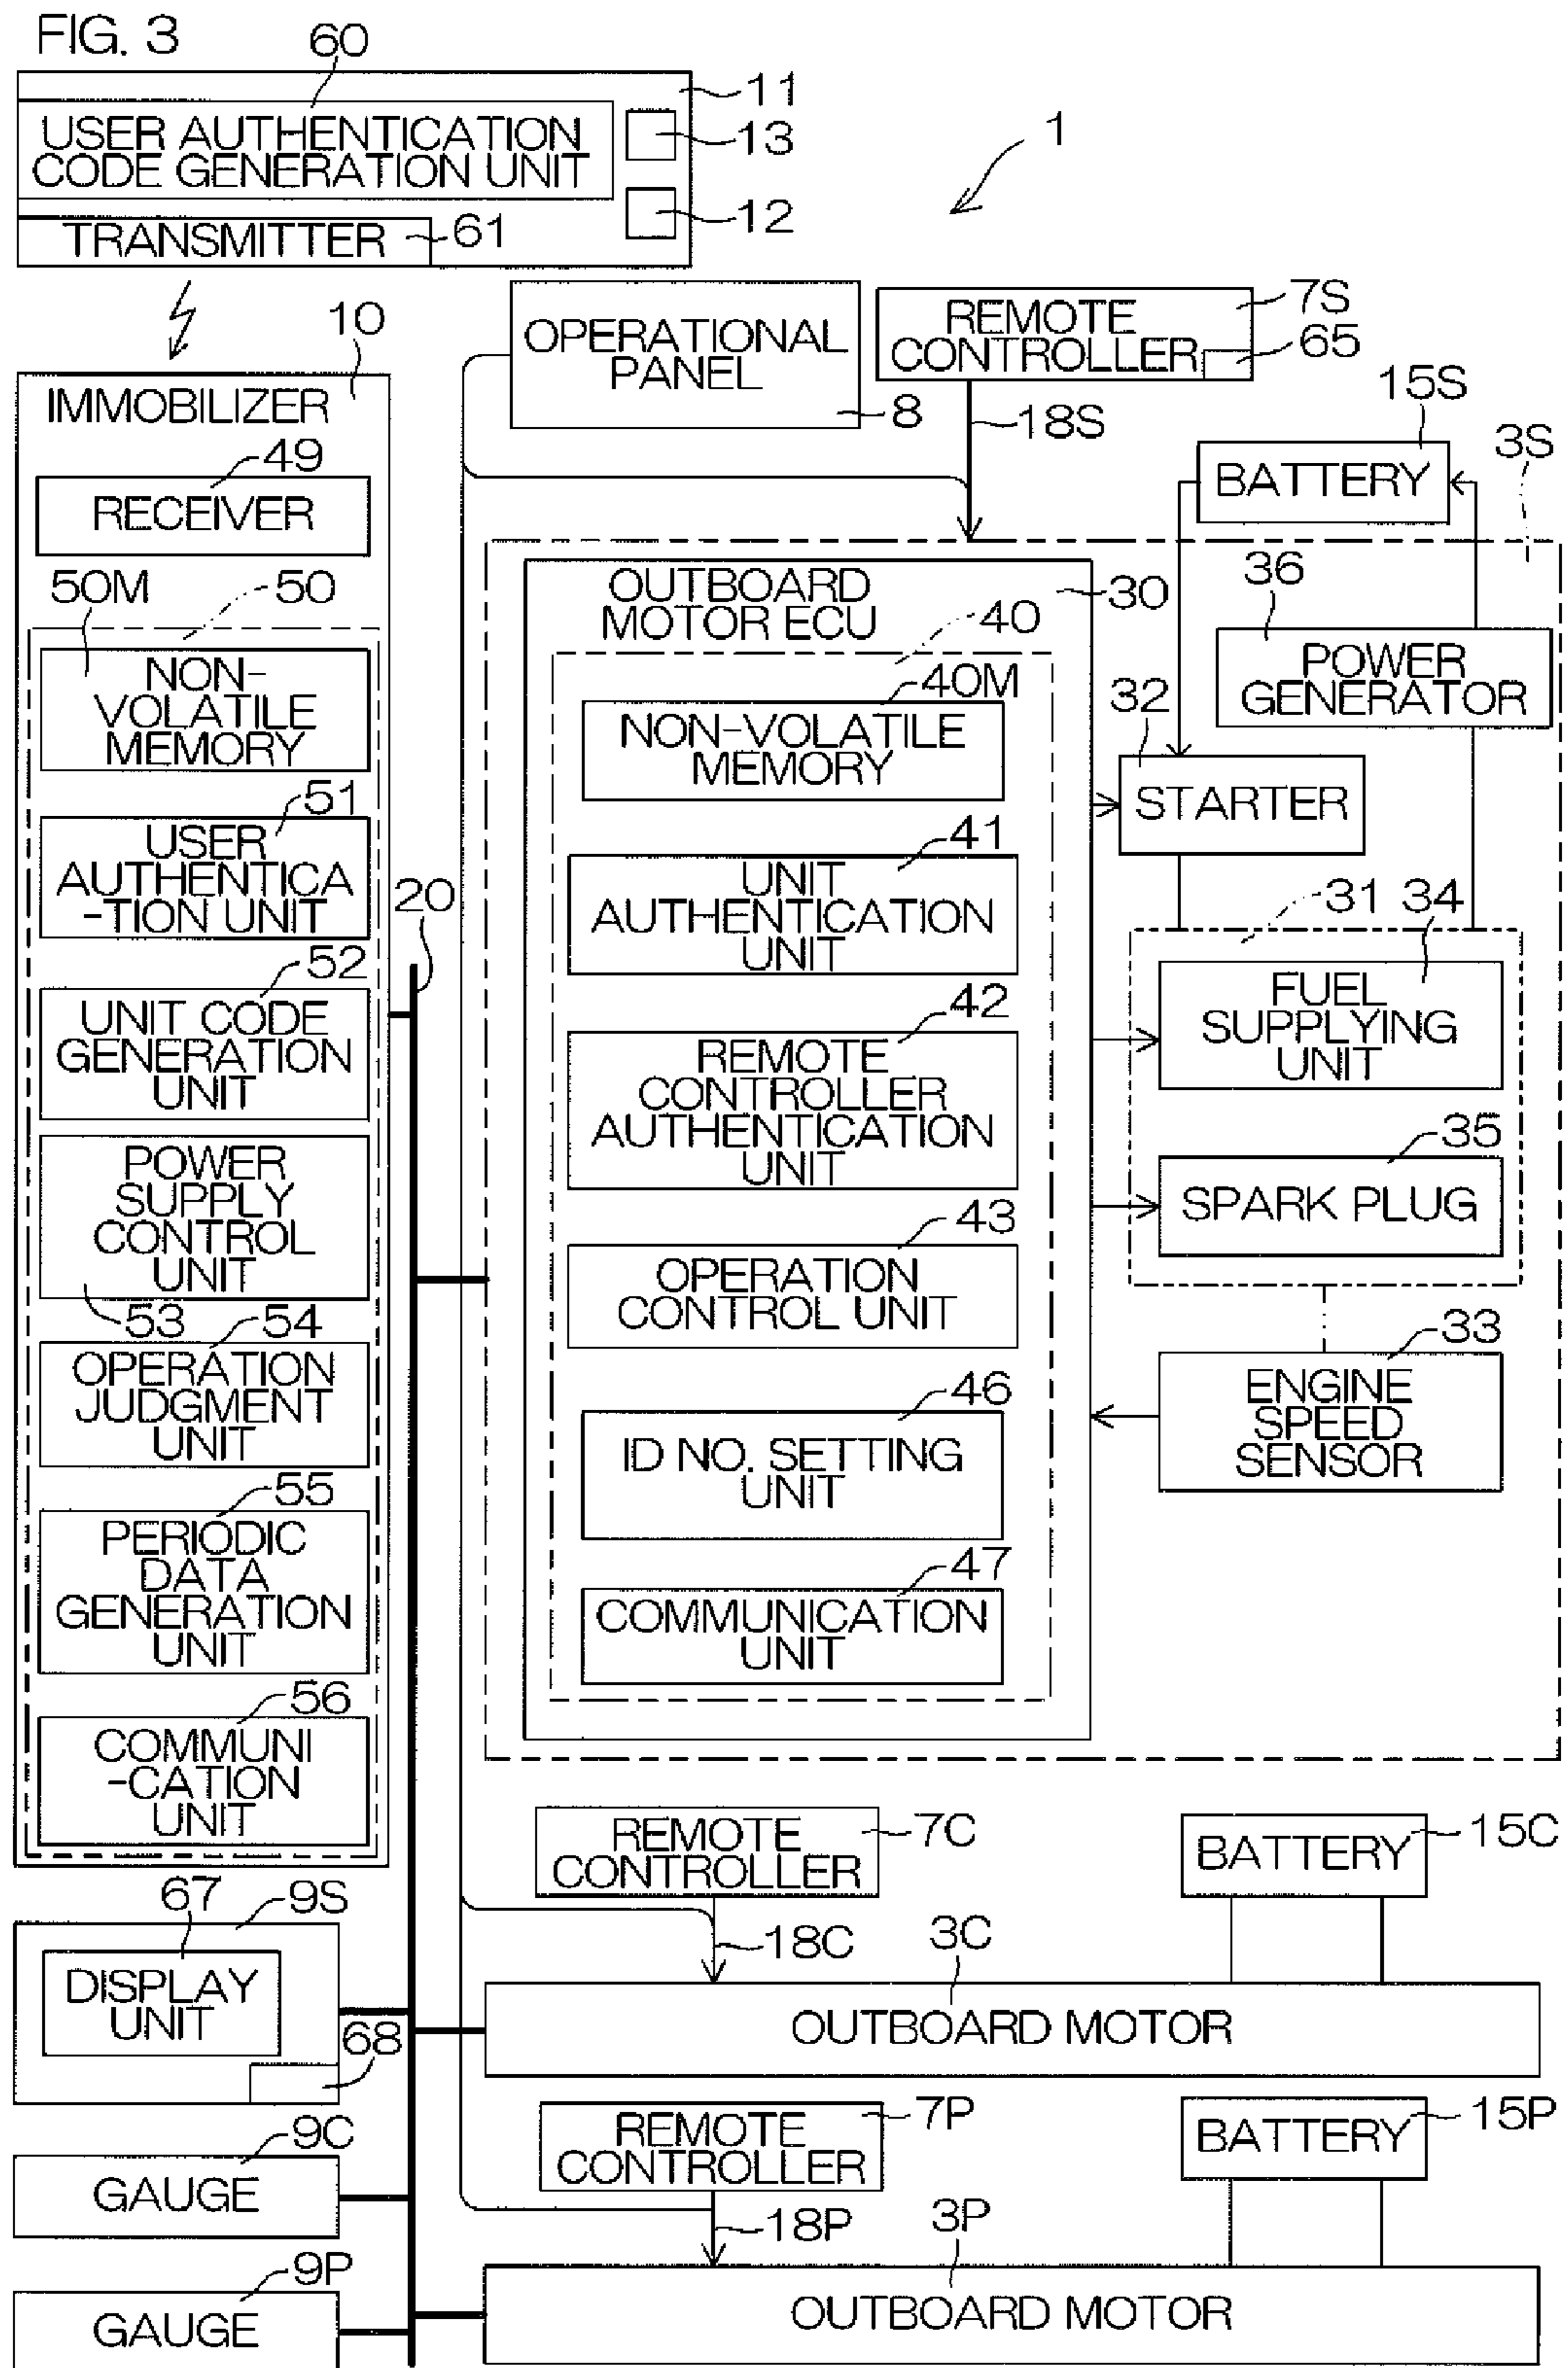 FIG. 3
60
11
USER AUTHENTICATION
CODE GENERATION UNIT
13
12
TRANSMITTER
61
1
10
OPERATIONAL
PANEL
8
REMOTE
CONTROLLER
7S
65
18S
15S
BATTERY
3S
IMMOBILIZER
49
RECEIVER
50M
50
NON-
VOLATILE
MEMORY
51
USER
AUTHENTICA
-TION UNIT
20
52
UNIT CODE
GENERATION
UNIT
POWER
SUPPLY
CONTROL
UNIT
53
54
OPERATION
JUDGMENT
UNIT
55
PERIODIC
DATA
GENERATION
UNIT
56
COMMUNI
-CATION
UNIT
OUTBOARD
MOTOR ECU
30
40
40M
NON-VOLATILE
MEMORY
41
UNIT
AUTHENTICATION
UNIT
42
REMOTE
CONTROLLER
AUTHENTICATION
UNIT
43
OPERATION
CONTROL UNIT
46
ID NO. SETTING
UNIT
47
COMMUNICATION
UNIT
36
POWER
GENERATOR
32
STARTER
31
34
FUEL
SUPPLYING
UNIT
35
SPARK PLUG
33
ENGINE
SPEED
SENSOR
67
9S
DISPLAY
UNIT
68
9C
GAUGE
9P
GAUGE
REMOTE
CONTROLLER
7C
BATTERY
15C
18C
3C
OUTBOARD MOTOR
REMOTE
CONTROLLER
7P
BATTERY
15P
18P
3P
OUTBOARD MOTOR